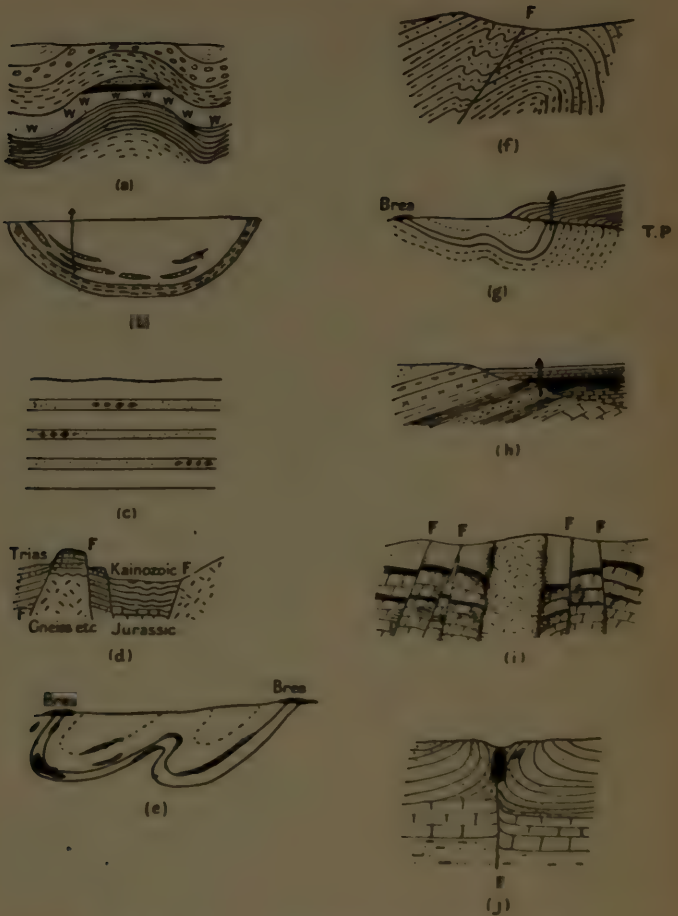 W W W W W W W W
(a)
(b)
(c)
Trias F
Kainozoic F
F
Gneiss etc Jurassic
(d)
Brea Brea
(e)
F
(f)
Brea
T.P
(g)
(h)
F F F F
(i)
F
(j)